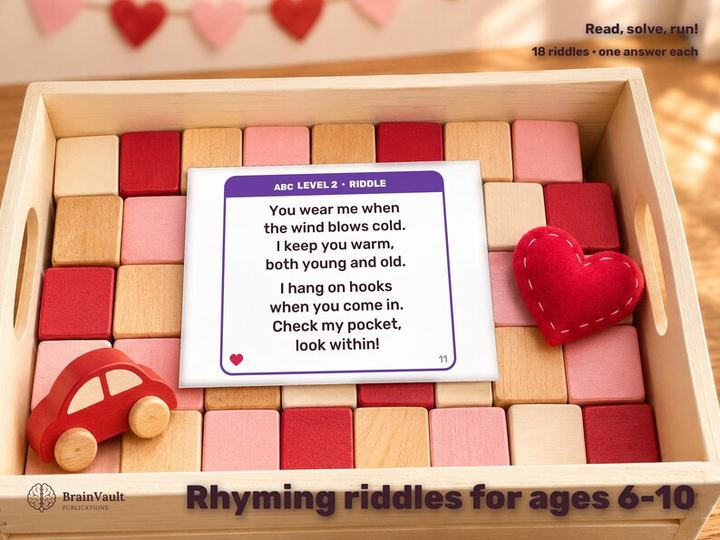 Read, solve, run!
18 riddles • one answer each
ABC LEVEL 2 • RIDDLE
You wear me when
the wind blows cold.
I keep you warm,
both young and old.
I hang on hooks
when you come in.
Check my pocket,
look within!
11
BrainVault
PUBLICATIONS
Rhyming riddles for ages 6-10